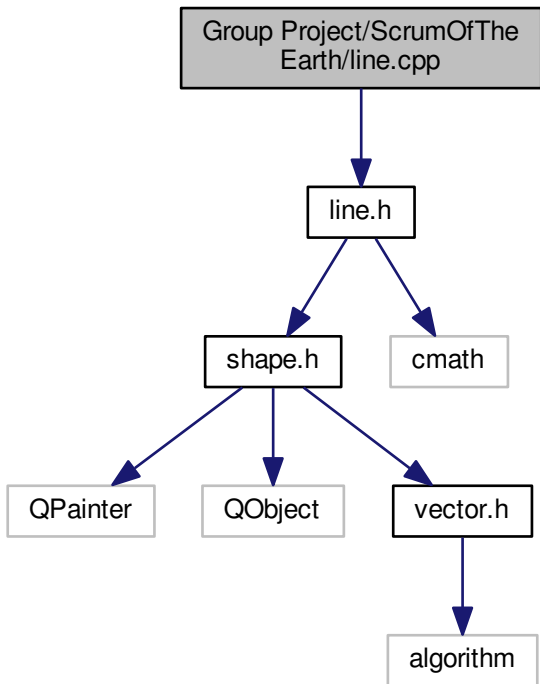 Group Project/ScrumOfThe
Earth/line.cpp
line.h
shape.h
cmath
QPainter
QObject
vector.h
algorithm